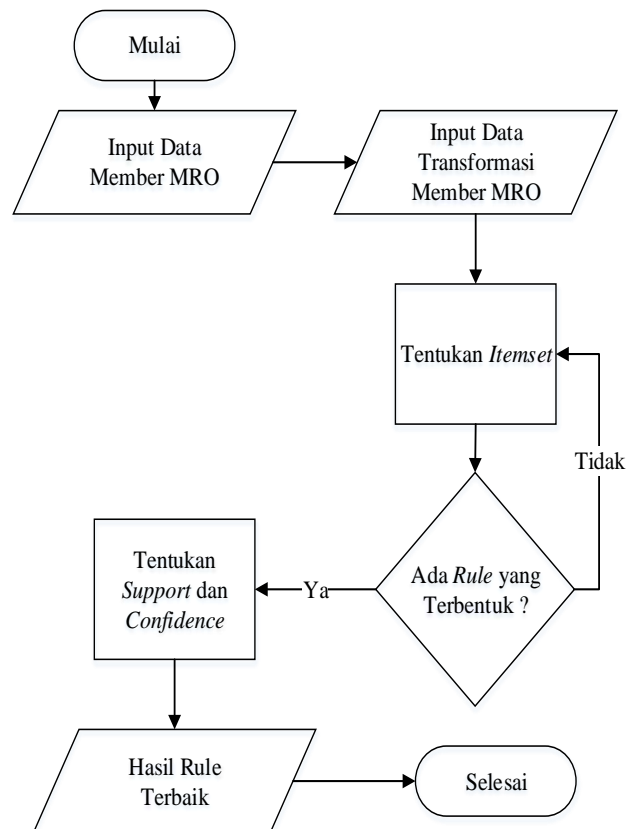 Mulai
Input Data
Member MRO
Input Data
Transformasi
Member MRO
Tentukan Itemset
Tidak
Ada Rule yang
Terbentuk ?
Ya
Tentukan
Support dan
Confidence
Hasil Rule
Terbaik
Selesai